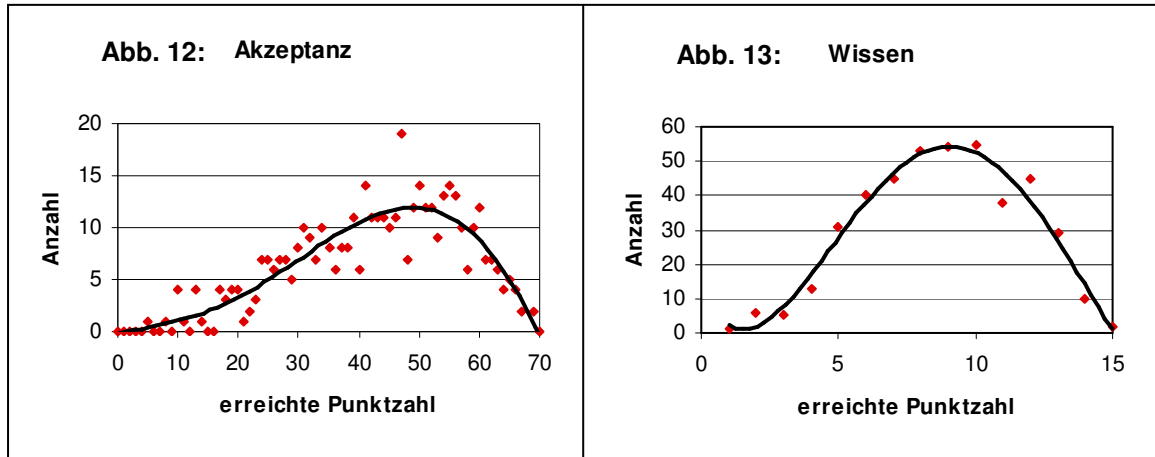 Abb. 12: Akzeptanz
Anzahl
20
15
10
5
0
0 10 20 30 40 50 60 70
erreichte Punktzahl
Abb. 13: Wissen
Anzahl
60
50
40
30
20
10
0
0 5 10 15
erreichte Punktzahl